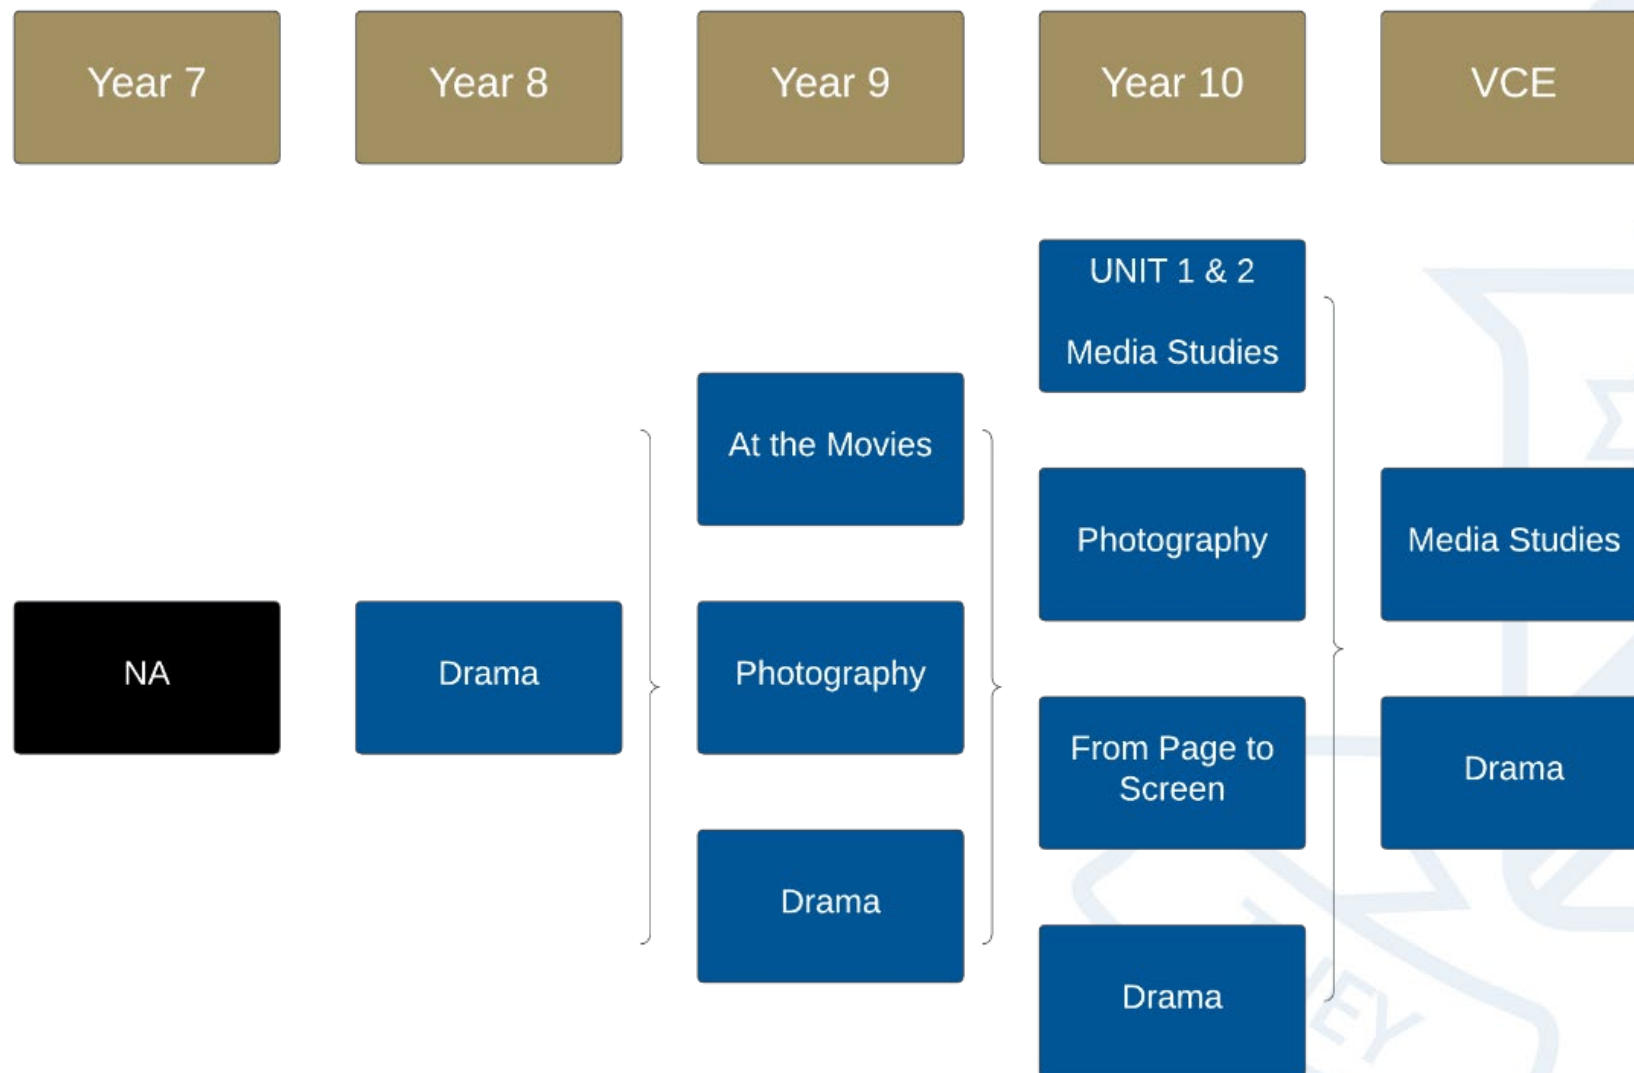 Year 7
Year 8
Year 9
Year 10
VCE
UNIT 1 & 2
Media Studies
At the Movies
Photography
Media Studies
NA
Drama
Photography
From Page to
Screen
Drama
Drama
Drama